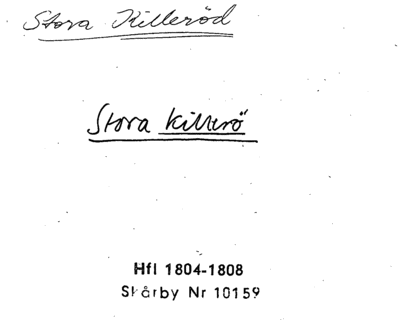 Stora Killeröd
Stora Killerö
Hfl 1804-1808
Skårby Nr 10159